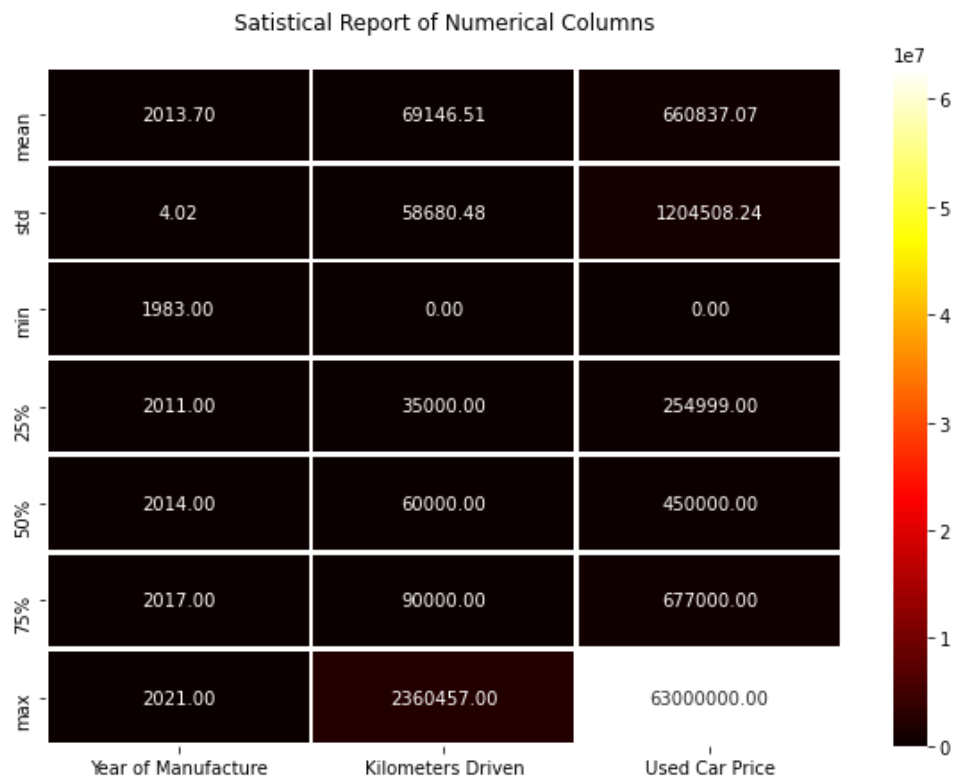 Satistical Report of Numerical Columns
1e7
mean 2013.70 69146.51 660837.07
std 4.02 58680.48 1204508.24
min 1983.00 0.00 0.00
25% 2011.00 35000.00 254999.00
50% 2014.00 60000.00 450000.00
75% 2017.00 90000.00 677000.00
max 2021.00 2360457.00 63000000.00
Year of Manufacture Kilometers Driven Used Car Price
6
5
4
3
2
1
0